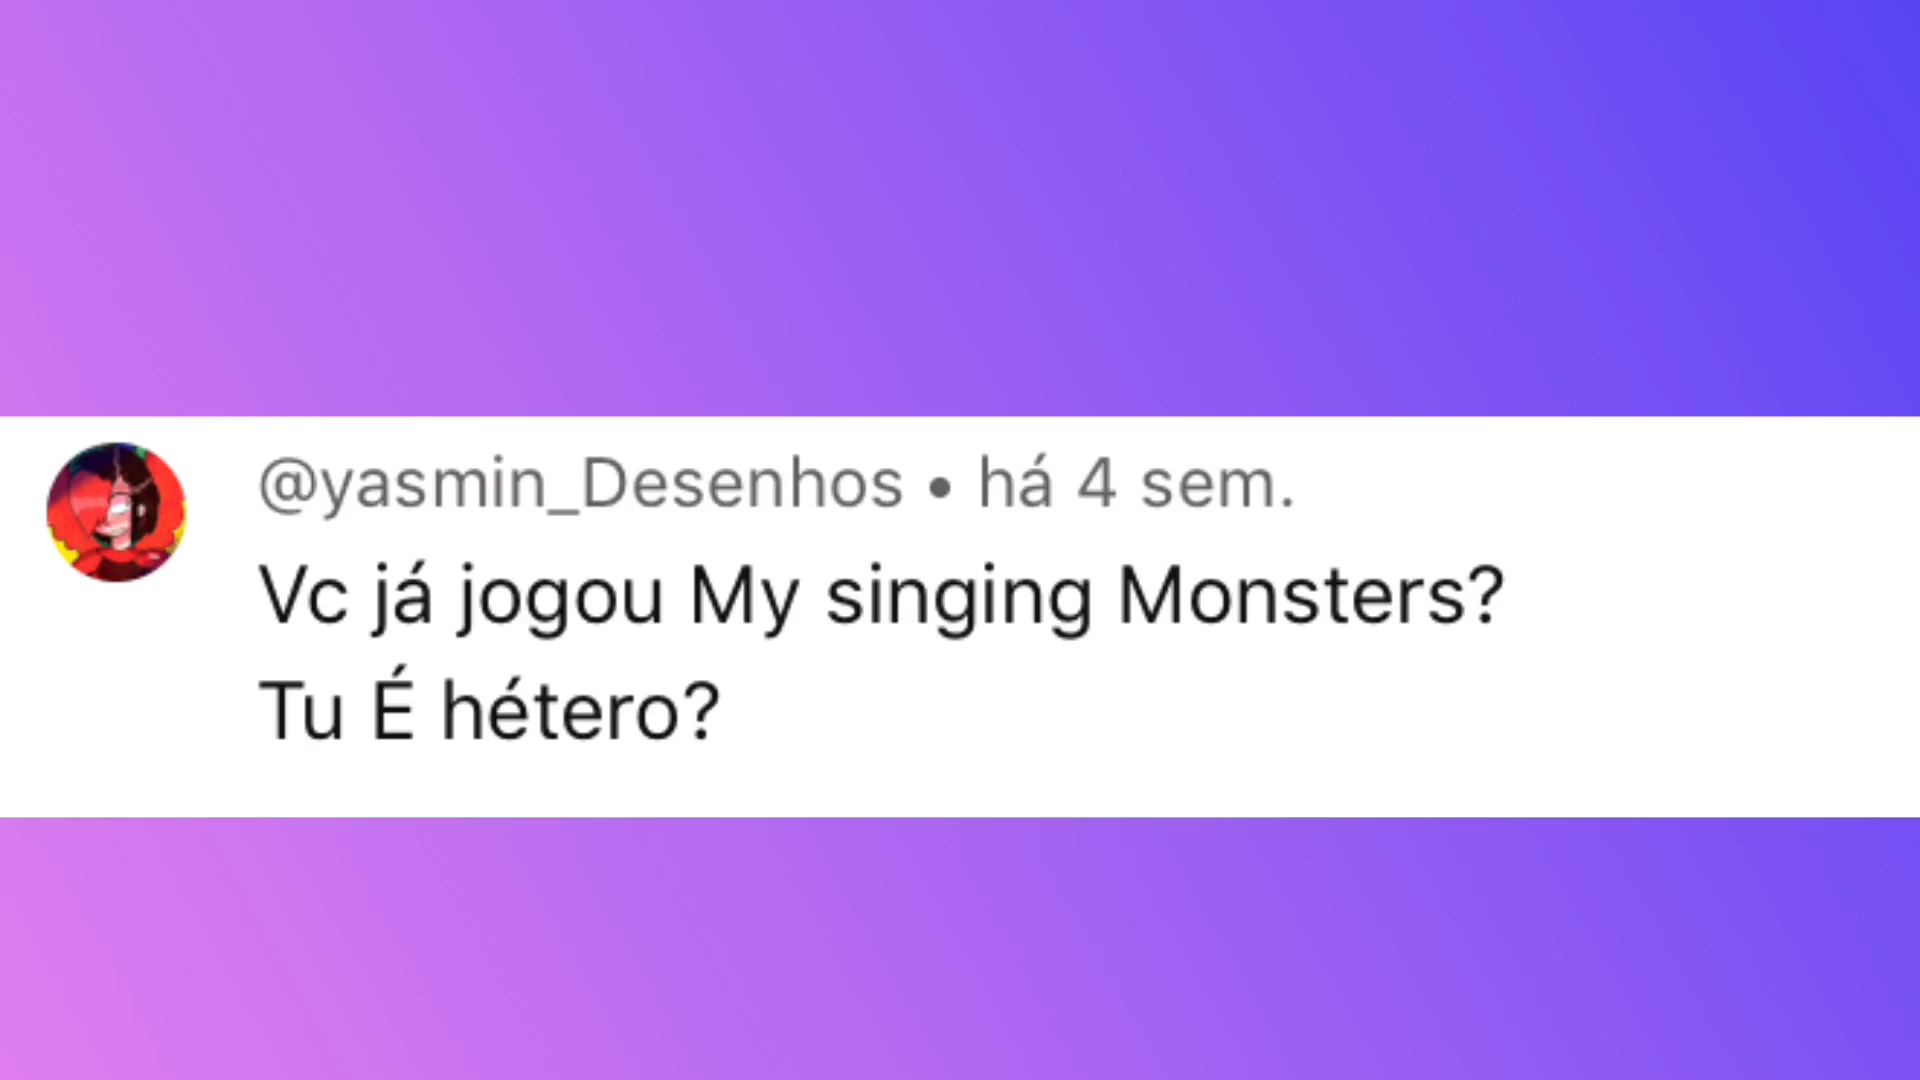 @yasmin_Desenhos • há 4 sem.
Vc já jogou My singing Monsters?
Tu É hétero?